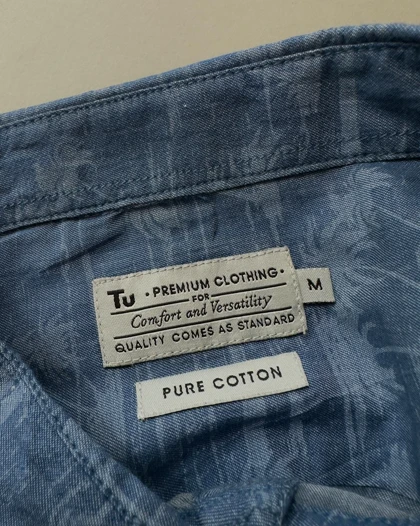 Tu · PREMIUM CLOTHING ·
FOR
Comfort and Versatility
QUALITY COMES AS STANDARD
M
PURE COTTON